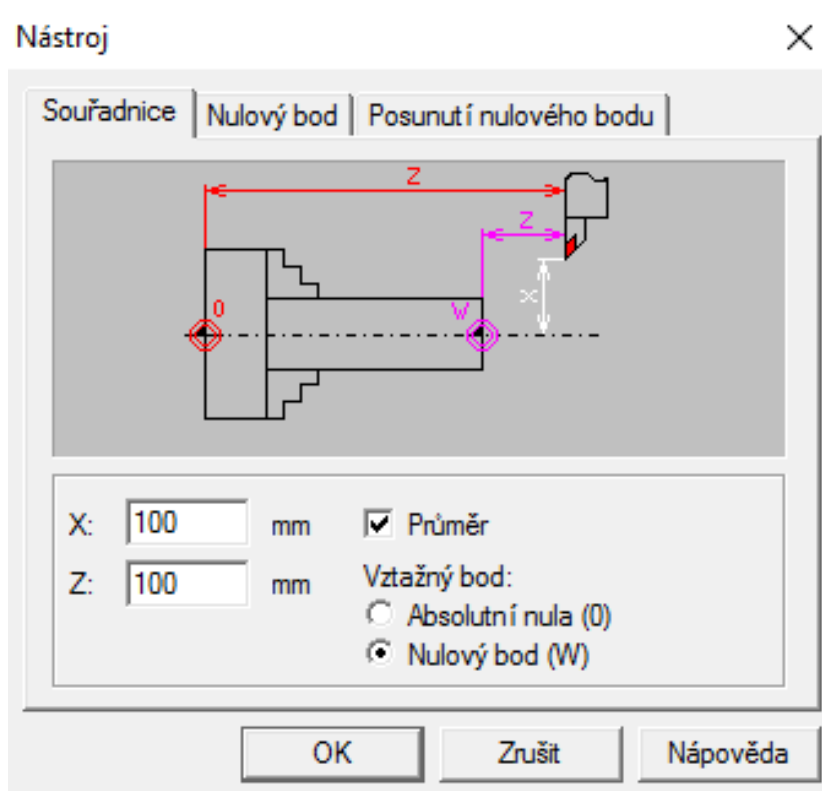 Nástroj
Souřadnice Nulový bod Posunutí nulového bodu
Z
Z
X
0
W
X: 100 mm Průměr
Z: 100 mm Vztažný bod:
Absolutní nula (0)
Nulový bod (W)
OK Zrušit Nápověda